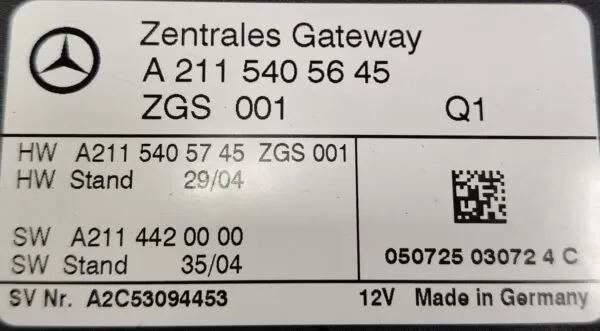 Zentrales Gateway
A 211 540 56 45
ZGS 001 Q1
HW A211 540 57 45 ZGS 001
HW Stand 29/04
SW A211 442 00 00
SW Stand 35/04
050725 03072 4 C
SV Nr. A2C53094453 12V Made in Germany